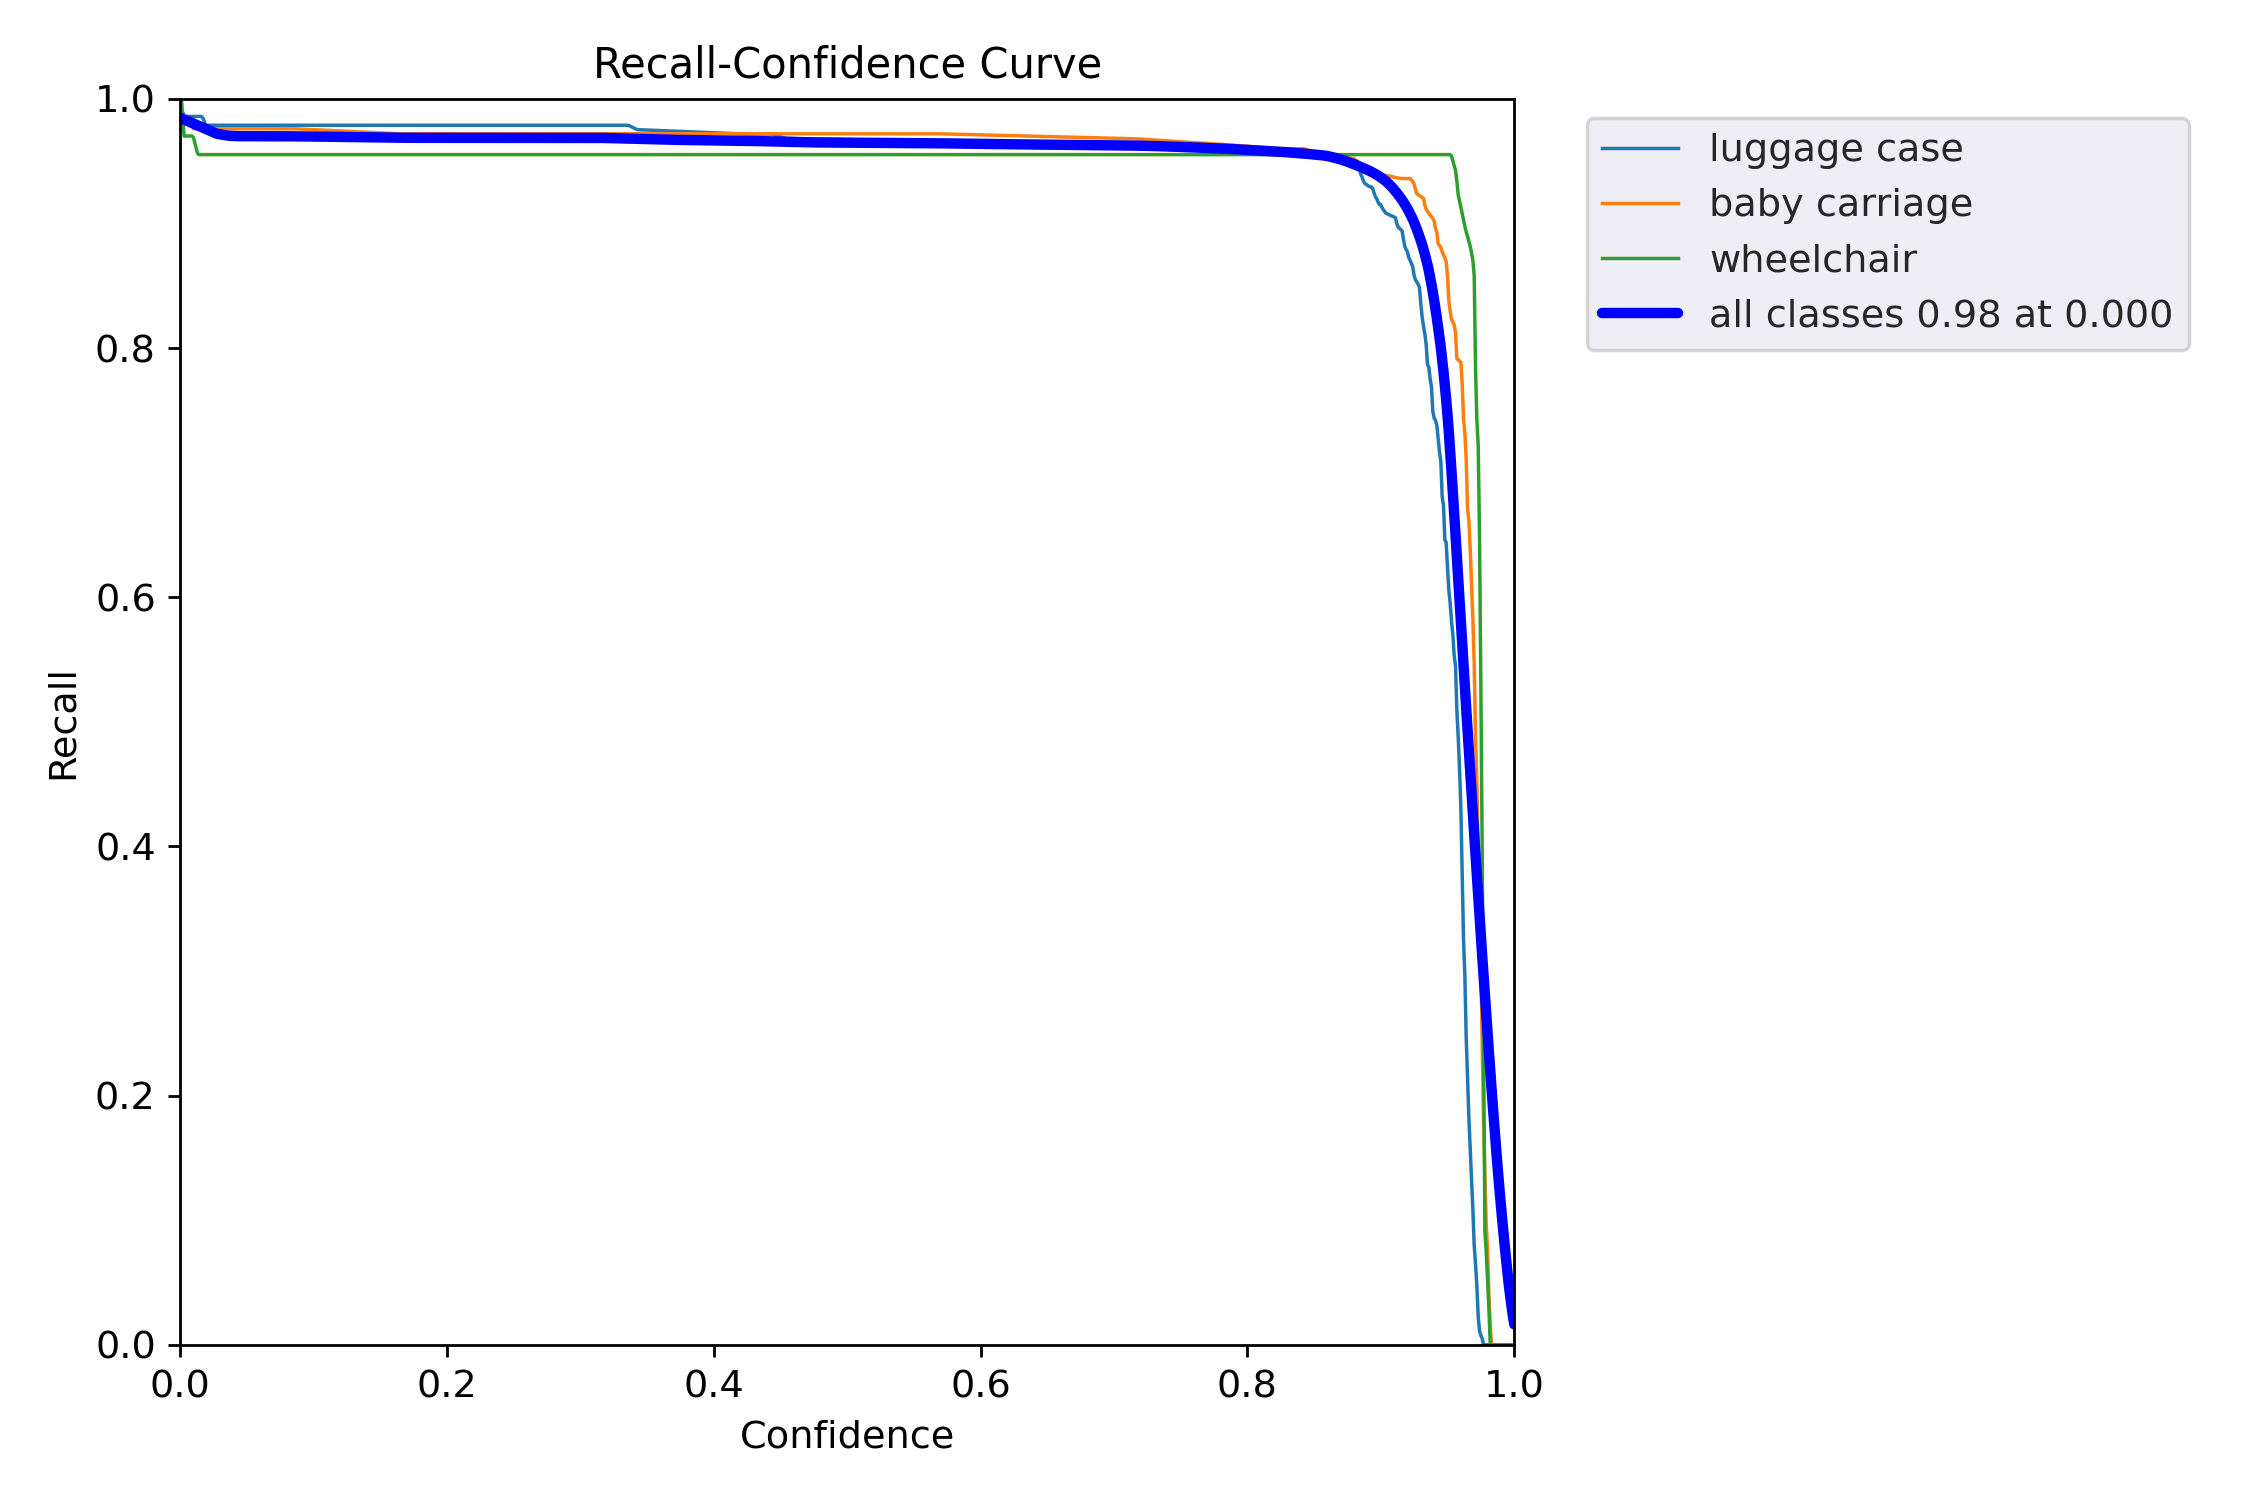 Recall-Confidence Curve
1.0
0.8
0.6
0.4
0.2
0.0
Recall
0.0 0.2 0.4 0.6 0.8 1.0
Confidence
luggage case
baby carriage
wheelchair
all classes 0.98 at 0.000